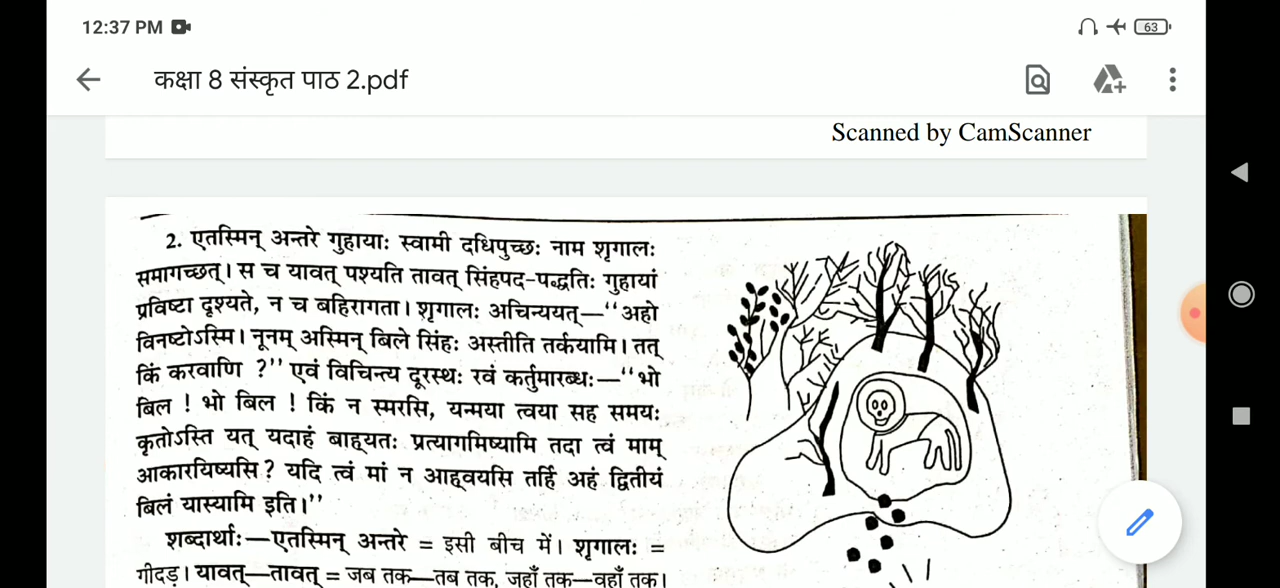 12:37 PM
63
कक्षा 8 संस्कृत पाठ 2.pdf
Scanned by CamScanner
2. एतस्मिन् अन्तरे गुहायाः स्वामी दधिपुच्छः नाम शृगालः
समागच्छत्। स च यावत् पश्यति तावत् सिंहपद-पद्धतिः गुहायां
प्रविष्टा दृश्यते, न च बहिरागता। शृगालः अचिन्ययत्—‘‘अहो
विनष्टोऽस्मि। नूनम् अस्मिन् बिले सिंहः अस्तीति तर्कयामि। तत्
किं करवाणि ?’’ एवं विचिन्त्य दूरस्थः रवं कर्तुमारब्धः—‘‘भो
बिल ! भो बिल ! किं न स्मरसि, यन्मया त्वया सह समयः
कृतोऽस्ति यत् यदाहं बाह्यतः प्रत्यागमिष्यामि तदा त्वं माम्
आकारयिष्यसि? यदि त्वं मां न आह्वयसि तर्हि अहं द्वितीयं
बिलं यास्यामि इति।’’
शब्दार्थाः—एतस्मिन् अन्तरे = इसी बीच में। शृगालः =
गीदड़। यावत्—तावत् = जब तक—तब तक, जहाँ तक—वहाँ तक।